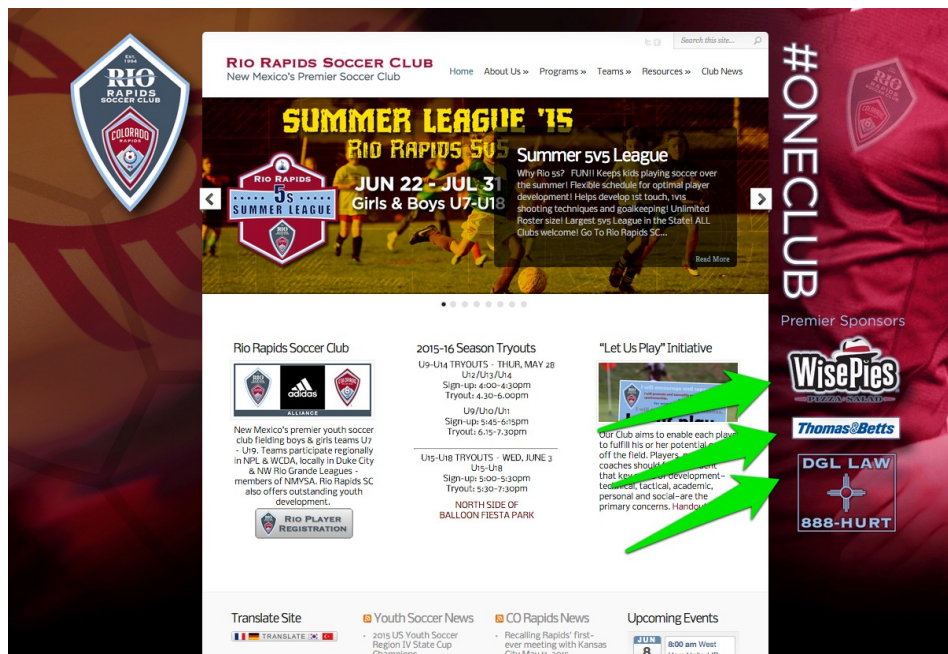 EST.
1994
RIO
RAPIDS
SOCCER CLUB
COLORADO
RAPIDS
Search this site...
RIO RAPIDS SOCCER CLUB
New Mexico's Premier Soccer Club
Home About Us » Programs » Teams » Resources » Club News
SUMMER LEAGUE '15
RIO RAPIDS 5v5
JUN 22 - JUL 31
Girls & Boys U7-U18
RIO RAPIDS
5s
SUMMER LEAGUE
RIO
Summer 5v5 League
Why Rio 5s? FUN!! Keeps kids playing soccer over
the summer! Flexible schedule for optimal player
development! Helps develop 1st touch, 1v1s
shooting techniques and goalkeeping! Unlimited
Roster size! Largest 5v5 League in the State! ALL
Clubs welcome! Go To Rio Rapids SC...
Read More
#ONECLUB
RIO
RAPIDS
Premier Sponsors
WisePies
PIZZA SALAD
Thomas&Betts
DGL LAW
888-HURT
Rio Rapids Soccer Club
adidas
ALLIANCE
New Mexico's premier youth soccer
club fielding boys & girls teams U7
- U19. Teams participate regionally
in NPL & WCDA, locally in Duke City
& NW Rio Grande Leagues -
members of NMYSA. Rio Rapids SC
also offers outstanding youth
development.
RIO PLAYER
REGISTRATION
2015-16 Season Tryouts
U9-U14 TRYOUTS - THUR, MAY 28
U12/U13/U14
Sign-up: 4:00-4:30pm
Tryout: 4.30-6.00pm
U9/U10/U11
Sign-up: 5:45-6:15pm
Tryout: 6.15-7.30pm
U15-U18 TRYOUTS - WED, JUNE 3
U15-U18
Sign-up: 5:00-5:30pm
Tryout: 5:30-7:30pm
NORTH SIDE OF
BALLOON FIESTA PARK
"Let Us Play" Initiative
Our Club aims to enable each
to fulfill his or her potential
off the field. Players,
coaches should
that key of development–
technical, tactical, academic,
personal and social–are the
primary concerns.
Translate Site
TRANSLATE
Youth Soccer News
2015 US Youth Soccer
Region IV State Cup
Champions
CO Rapids News
Recalling Rapids' first-
ever meeting with Kansas
City May 11, 2015
Upcoming Events
JUN
8
8:00 am West